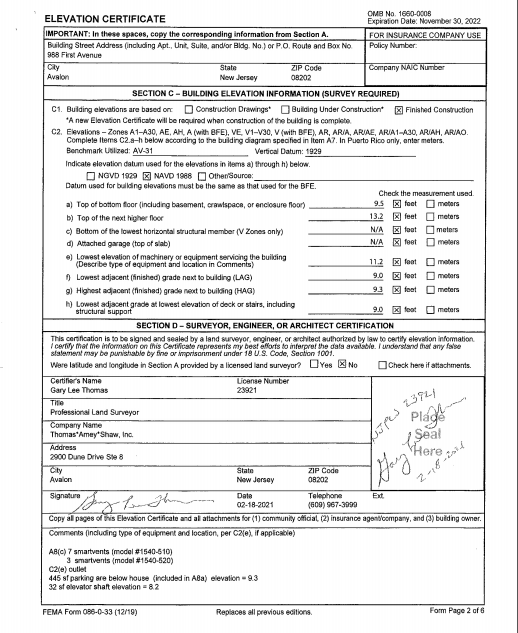 ELEVATION CERTIFICATE
OMB No. 1660-0008
Expiration Date: November 30, 2022
IMPORTANT: In these spaces, copy the corresponding information from Section A.
FOR INSURANCE COMPANY USE
Building Street Address (including Apt., Unit, Suite, and/or Bldg. No.) or P.O. Route and Box No.
988 First Avenue
Policy Number:
City State ZIP Code
Avalon New Jersey 08202
Company NAIC Number
SECTION C – BUILDING ELEVATION INFORMATION (SURVEY REQUIRED)
C1. Building elevations are based on: ☐ Construction Drawings* ☐ Building Under Construction* ☒ Finished Construction
*A new Elevation Certificate will be required when construction of the building is complete.
C2. Elevations – Zones A1–A30, AE, AH, A (with BFE), VE, V1–V30, V (with BFE), AR, AR/A, AR/AE, AR/A1–A30, AR/AH, AR/AO.
Complete Items C2.a–h below according to the building diagram specified in Item A7. In Puerto Rico only, enter meters.
Benchmark Utilized: AV-31 Vertical Datum: 1929
Indicate elevation datum used for the elevations in items a) through h) below.
☐ NGVD 1929 ☒ NAVD 1988 ☐ Other/Source:
Datum used for building elevations must be the same as that used for the BFE.
Check the measurement used.
a) Top of bottom floor (including basement, crawlspace, or enclosure floor) 9.5 ☒ feet ☐ meters
b) Top of the next higher floor 13.2 ☒ feet ☐ meters
c) Bottom of the lowest horizontal structural member (V Zones only) N/A ☒ feet ☐ meters
d) Attached garage (top of slab) N/A ☒ feet ☐ meters
e) Lowest elevation of machinery or equipment servicing the building
(Describe type of equipment and location in Comments) 11.2 ☒ feet ☐ meters
f) Lowest adjacent (finished) grade next to building (LAG) 9.0 ☒ feet ☐ meters
g) Highest adjacent (finished) grade next to building (HAG) 9.3 ☒ feet ☐ meters
h) Lowest adjacent grade at lowest elevation of deck or stairs, including
structural support 9.0 ☒ feet ☐ meters
SECTION D – SURVEYOR, ENGINEER, OR ARCHITECT CERTIFICATION
This certification is to be signed and sealed by a land surveyor, engineer, or architect authorized by law to certify elevation information.
I certify that the information on this Certificate represents my best efforts to interpret the data available. I understand that any false
statement may be punishable by fine or imprisonment under 18 U.S. Code, Section 1001.
Were latitude and longitude in Section A provided by a licensed land surveyor? ☐ Yes ☒ No ☐ Check here if attachments.
Certifier's Name License Number
Gary Lee Thomas 23921
Title
Professional Land Surveyor
Company Name
Thomas*Amey*Shaw, Inc.
Address
2900 Dune Drive Ste 8
City State ZIP Code
Avalon New Jersey 08202
23921
Place
Seal
Here
2-18-2021
Signature Date Telephone Ext.
02-18-2021 (609) 967-3999
Copy all pages of this Elevation Certificate and all attachments for (1) community official, (2) insurance agent/company, and (3) building owner.
Comments (including type of equipment and location, per C2(e), if applicable)
A8(c) 7 smartvents (model #1540-510)
3 smartvents (model #1540-520)
C2(e) outlet
445 sf parking are below house (included in A8a) elevation = 9.3
32 sf elevator shaft elevation = 8.2
FEMA Form 086-0-33 (12/19) Replaces all previous editions. Form Page 2 of 6